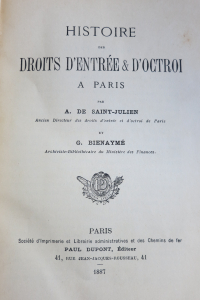 HISTOIRE
DES
DROITS D'ENTRÉE & D'OCTROI
A PARIS
PAR
A. DE SAINT-JULIEN
Ancien Directeur des droits d'entrée et d'octroi de Paris
ET
G. BIENAYMÉ
Archiviste-Bibliothécaire du Ministère des Finances.
PARIS
Société d'Imprimerie et Librairie administratives et des Chemins de fer
PAUL DUPONT, Éditeur
41, RUE JEAN-JACQUES-ROUSSEAU, 41
1887